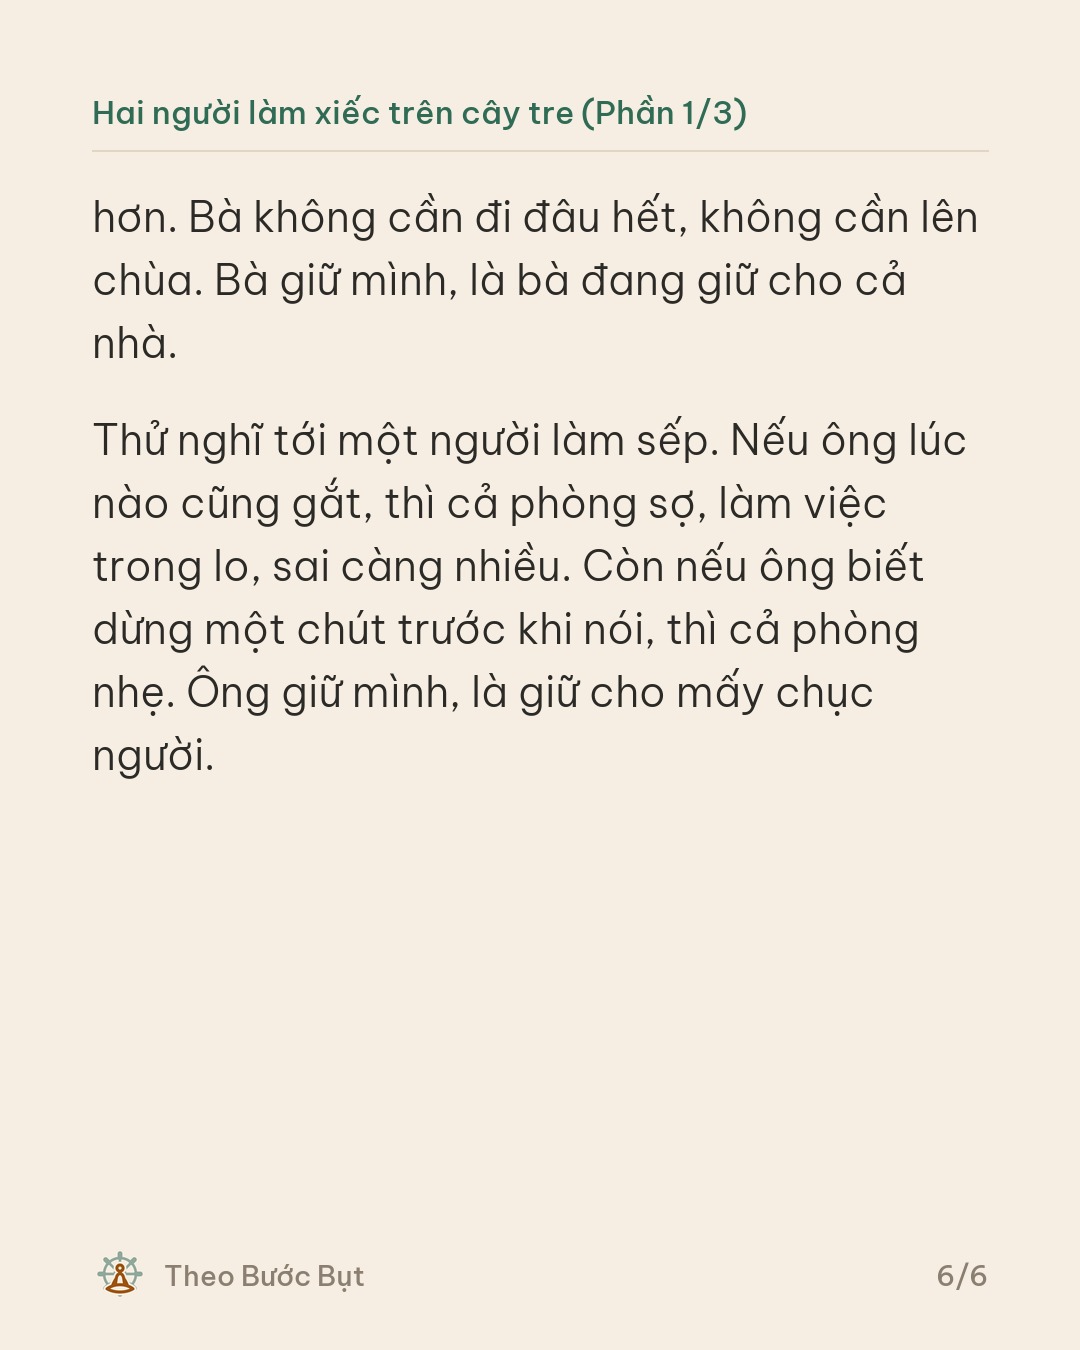 Hai người làm xiếc trên cây tre (Phần 1/3)
hơn. Bà không cần đi đâu hết, không cần lên
chùa. Bà giữ mình, là bà đang giữ cho cả
nhà.
Thử nghĩ tới một người làm sếp. Nếu ông lúc
nào cũng gắt, thì cả phòng sợ, làm việc
trong lo, sai càng nhiều. Còn nếu ông biết
dừng một chút trước khi nói, thì cả phòng
nhẹ. Ông giữ mình, là giữ cho mấy chục
người.
Theo Bước Bụt
6/6